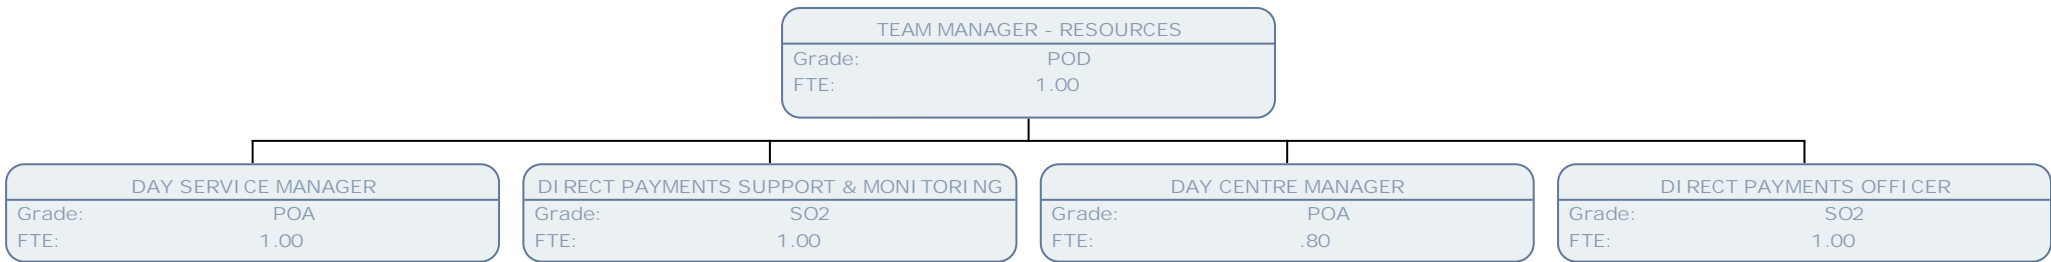 TEAM MANAGER - RESOURCES
Grade: POD
FTE: 1.00
DAY SERVICE MANAGER
Grade: POA
FTE: 1.00
DIRECT PAYMENTS SUPPORT & MONITORING
Grade: SO2
FTE: 1.00
DAY CENTRE MANAGER
Grade: POA
FTE: .80
DIRECT PAYMENTS OFFICER
Grade: SO2
FTE: 1.00